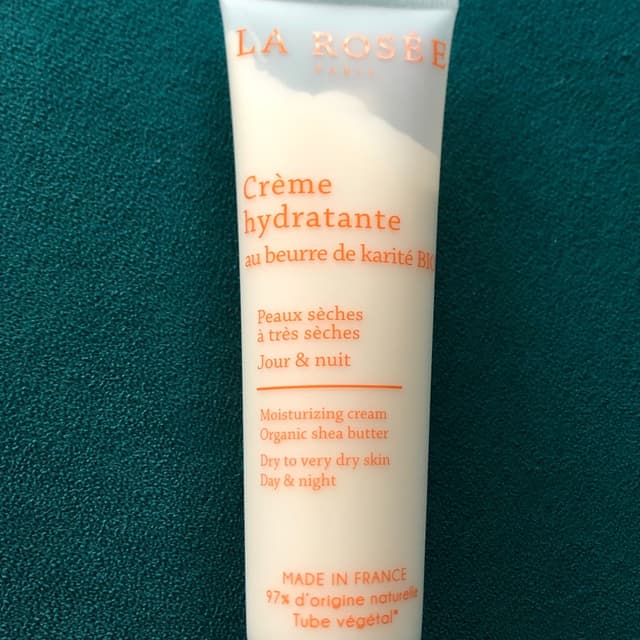 LA ROSÉE
PARIS
Crème
hydratante
au beurre de karité BIO
Peaux sèches
à très sèches
Jour & nuit
Moisturizing cream
Organic shea butter
Dry to very dry skin
Day & night
MADE IN FRANCE
97% d'origine naturelle
Tube végétal*